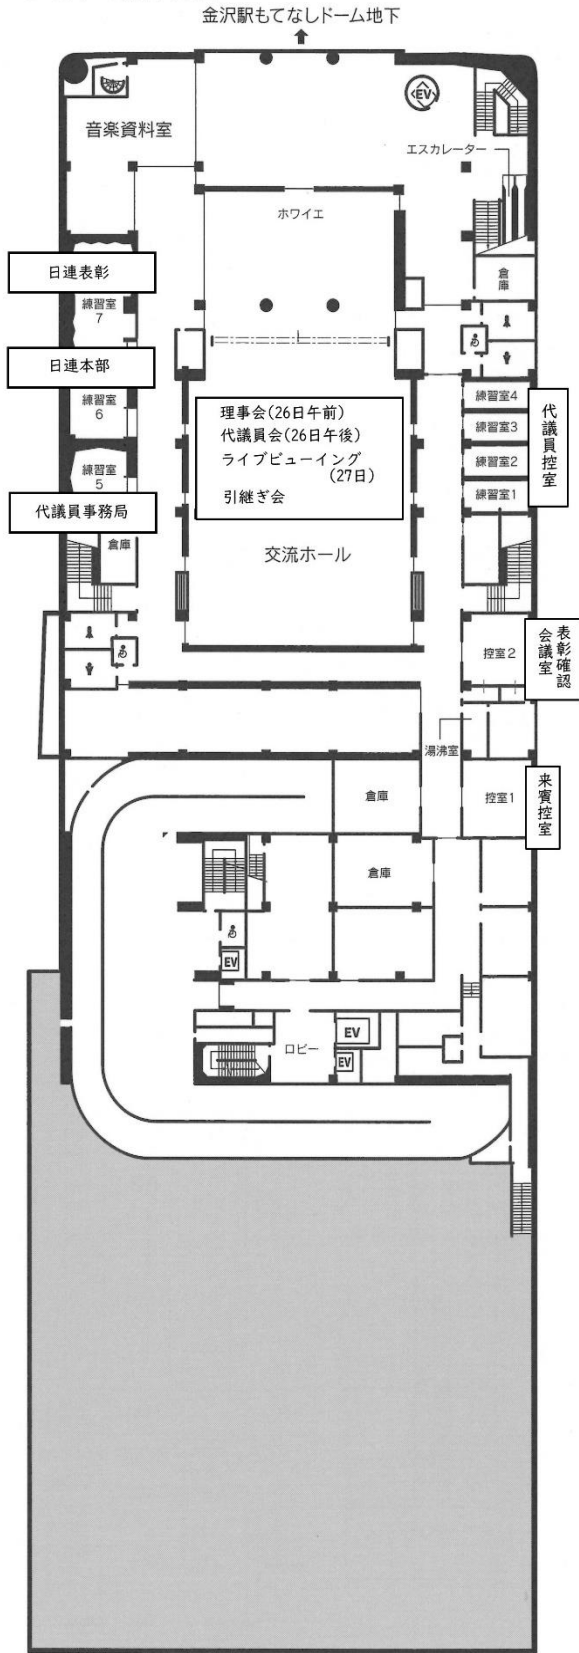 金沢駅もてなしドーム地下
EV
音楽資料室
エスカレーター
ホワイエ
倉庫
日連表彰
練習室
7
日連本部
練習室
6
練習室4
練習室3
練習室2
練習室1
代議員控室
理事会(26日午前)
代議員会(26日午後)
ライブビューイング
(27日)
引継ぎ会
練習室
5
代議員事務局
倉庫
交流ホール
控室2
表彰確認
会議室
湯沸室
倉庫
控室1
来賓控室
倉庫
EV
ロビー
EV
EV